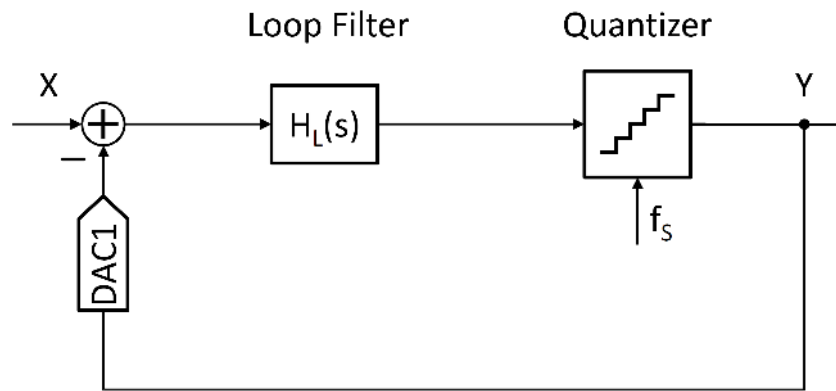 Loop Filter
Quantizer
X
Y
+
H_L(s)
−
f_S
DAC1